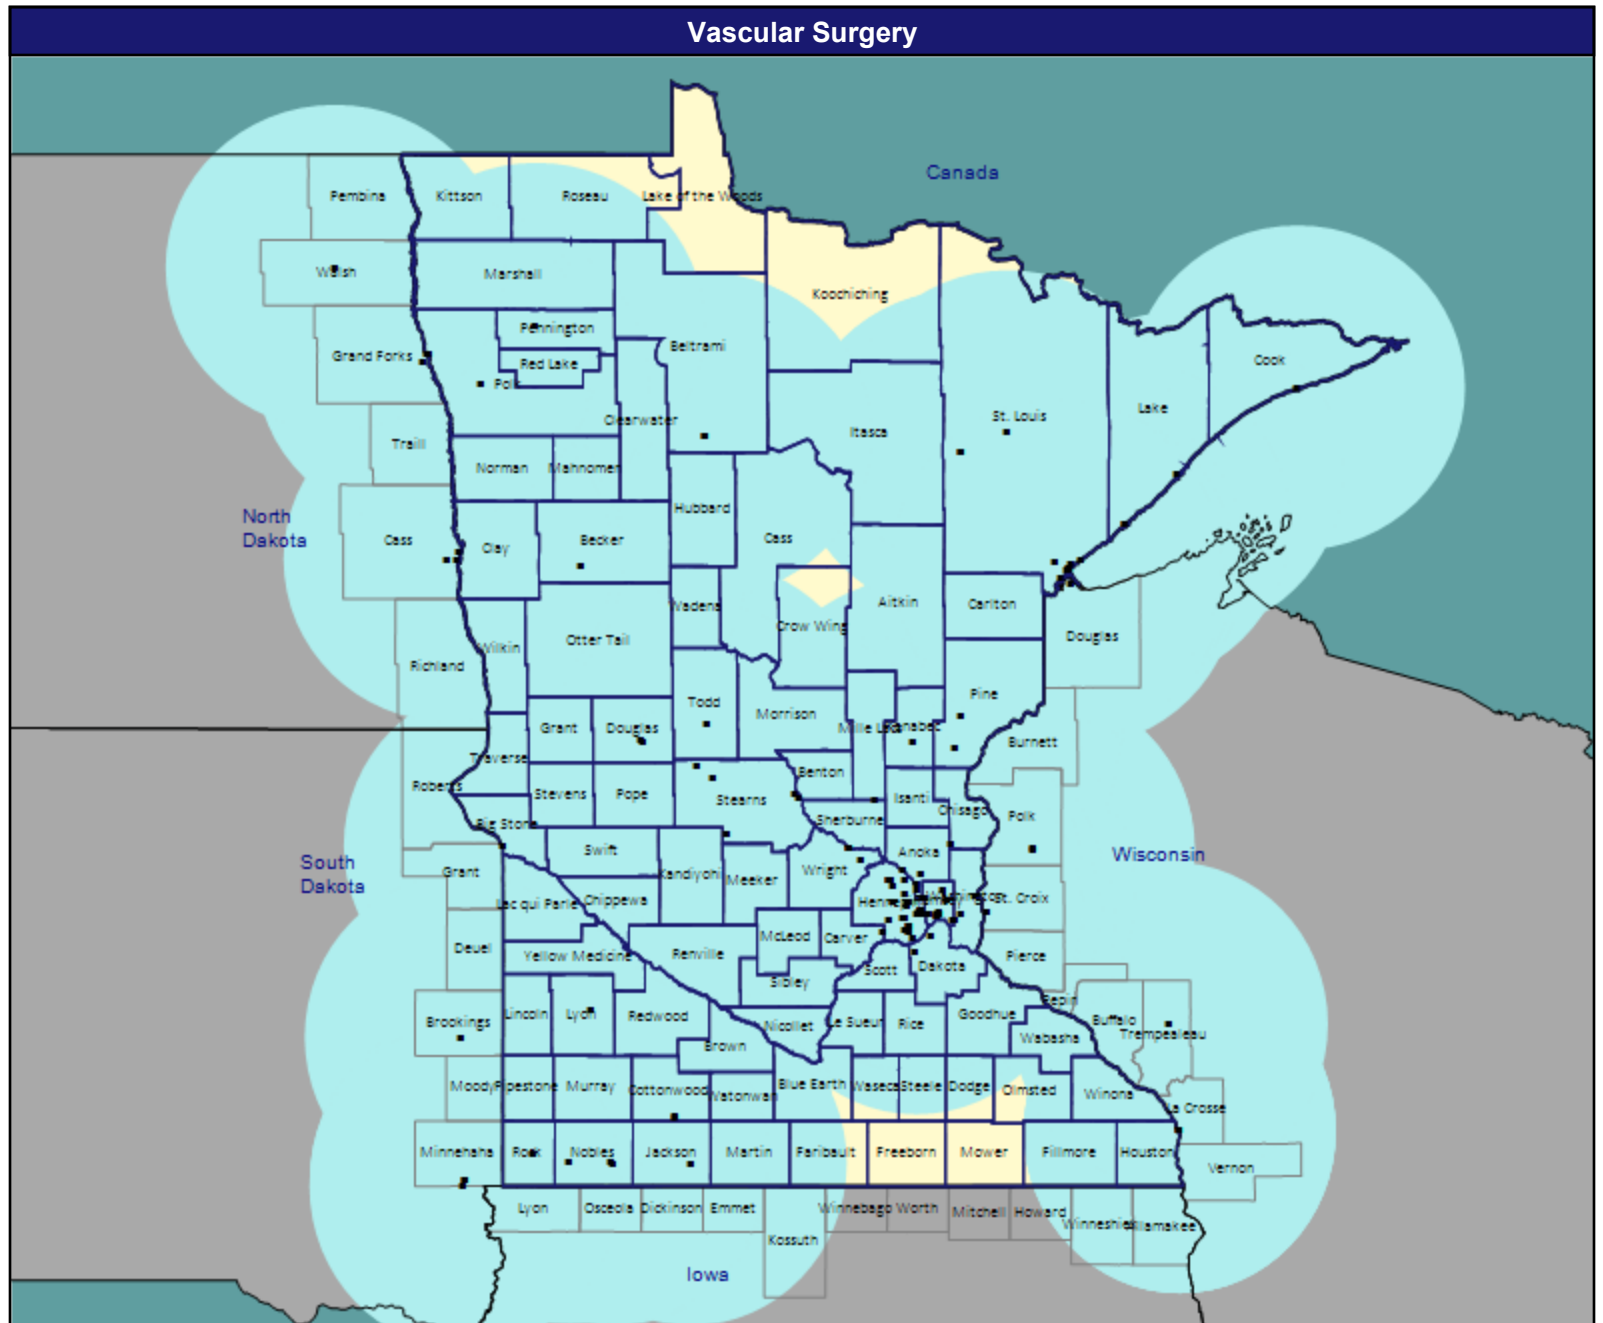 Vascular Surgery
Canada
Pembina
Kittson
Roseau
Lake of the Woods
Walsh
Marshall
Koochiching
Pennington
Beltrami
Grand Forks
Red Lake
Cook
Polk
Clearwater
St. Louis
Lake
Traill
Itasca
Norman
Mahnomen
Hubbard
North
Dakota
Cass
Clay
Becker
Cass
Wadena
Crow Wing
Aitkin
Carlton
Douglas
Wilkin
Otter Tail
Richland
Todd
Morrison
Pine
Grant
Douglas
Mille Lacs
Kanabec
Burnett
Traverse
Benton
Roberts
Stevens
Pope
Stearns
Isanti
Chisago
Big Stone
Sherburne
Polk
Swift
Anoka
Wisconsin
South
Dakota
Grant
Kandiyohi
Meeker
Wright
Lac qui Parle
Chippewa
Washington
St. Croix
McLeod
Carver
Deuel
Yellow Medicine
Renville
Scott
Dakota
Pierce
Sibley
Pepin
Brookings
Lincoln
Lyon
Redwood
Nicollet
Le Sueur
Rice
Goodhue
Buffalo
Trempealeau
Brown
Wabasha
Moody
Pipestone
Murray
Cottonwood
Watonwan
Blue Earth
Waseca
Steele
Dodge
Olmsted
Winona
La Crosse
Minnehaha
Rock
Nobles
Jackson
Martin
Faribault
Freeborn
Mower
Fillmore
Houston
Vernon
Lyon
Osceola
Dickinson
Emmet
Winnebago
Worth
Mitchell
Howard
Winneshiek
Allamakee
Kossuth
Iowa